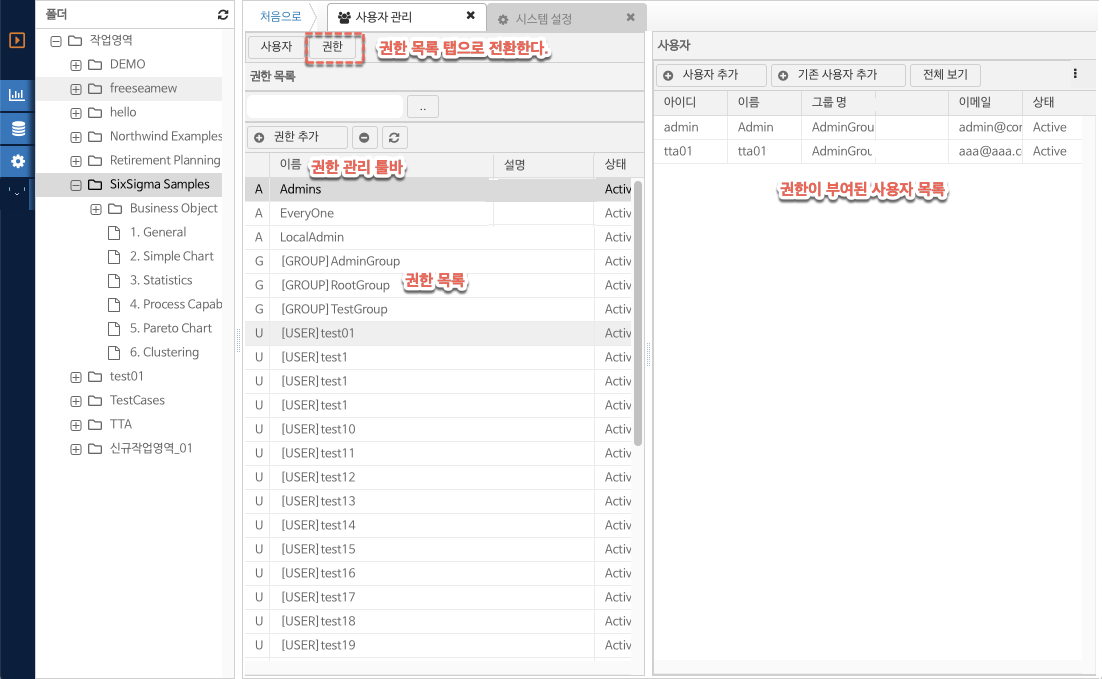 폴더
작업영역
DEMO
freeseamew
hello
Northwind Examples
Retirement Planning
SixSigma Samples
Business Object
1. General
2. Simple Chart
3. Statistics
4. Process Capab
5. Pareto Chart
6. Clustering
test01
TestCases
TTA
신규작업영역_01
처음으로
사용자 관리
시스템 설정
사용자
권한
권한 목록 탭으로 전환한다.
권한 목록
..
권한 추가
이름
설명
상태
권한 관리 툴바
A Admins Activ
A EveryOne Activ
A LocalAdmin Activ
G [GROUP]AdminGroup Activ
권한 목록
G [GROUP]RootGroup Activ
G [GROUP]TestGroup Activ
U [USER]test01 Activ
U [USER]test1 Activ
U [USER]test1 Activ
U [USER]test1 Activ
U [USER]test10 Activ
U [USER]test11 Activ
U [USER]test12 Activ
U [USER]test13 Activ
U [USER]test14 Activ
U [USER]test15 Activ
U [USER]test16 Activ
U [USER]test17 Activ
U [USER]test18 Activ
U [USER]test19 Activ
사용자
사용자 추가
기존 사용자 추가
전체 보기
아이디 이름 그룹 명 이메일 상태
admin Admin AdminGrou admin@cor Active
tta01 tta01 AdminGrou aaa@aaa.c Active
권한이 부여된 사용자 목록